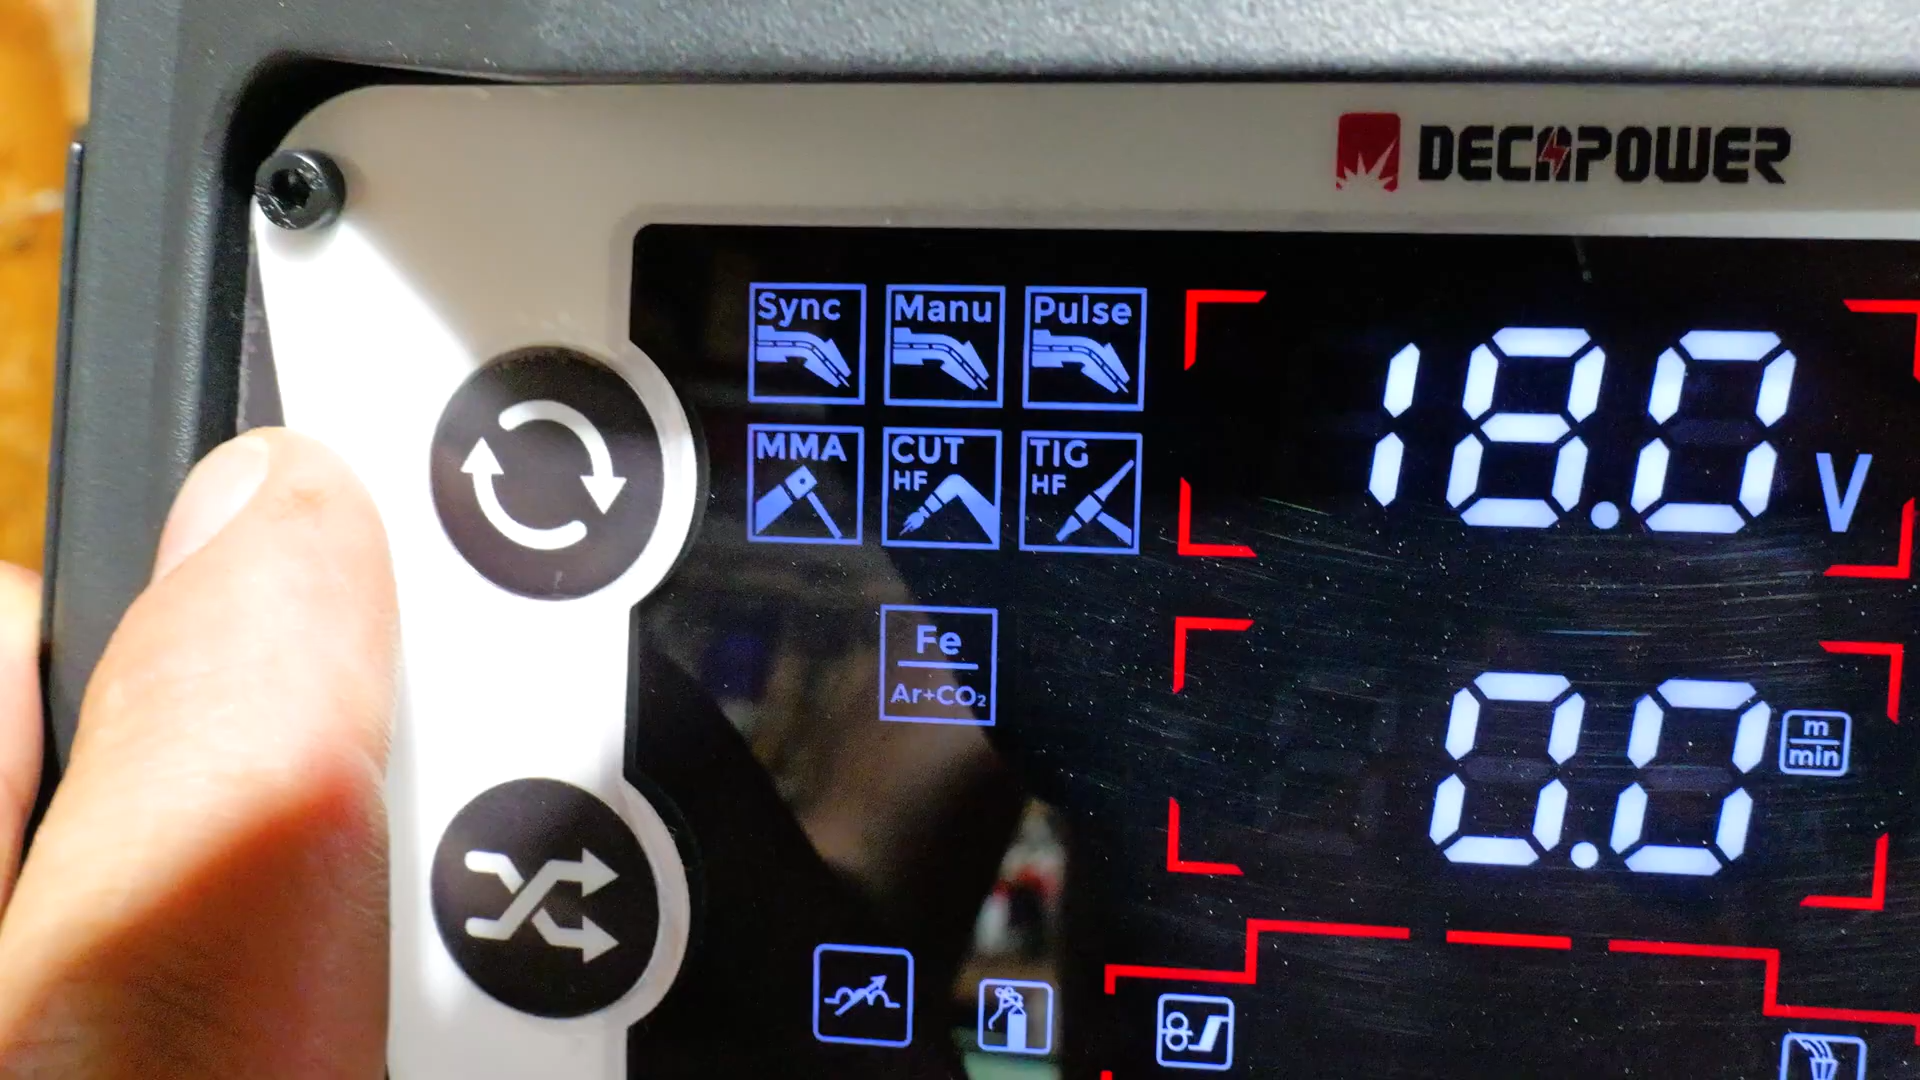 DECAPOWER
Sync Manu Pulse
MMA CUT HF TIG HF
18.0 V
Fe
Ar+CO₂
0.0 m/min